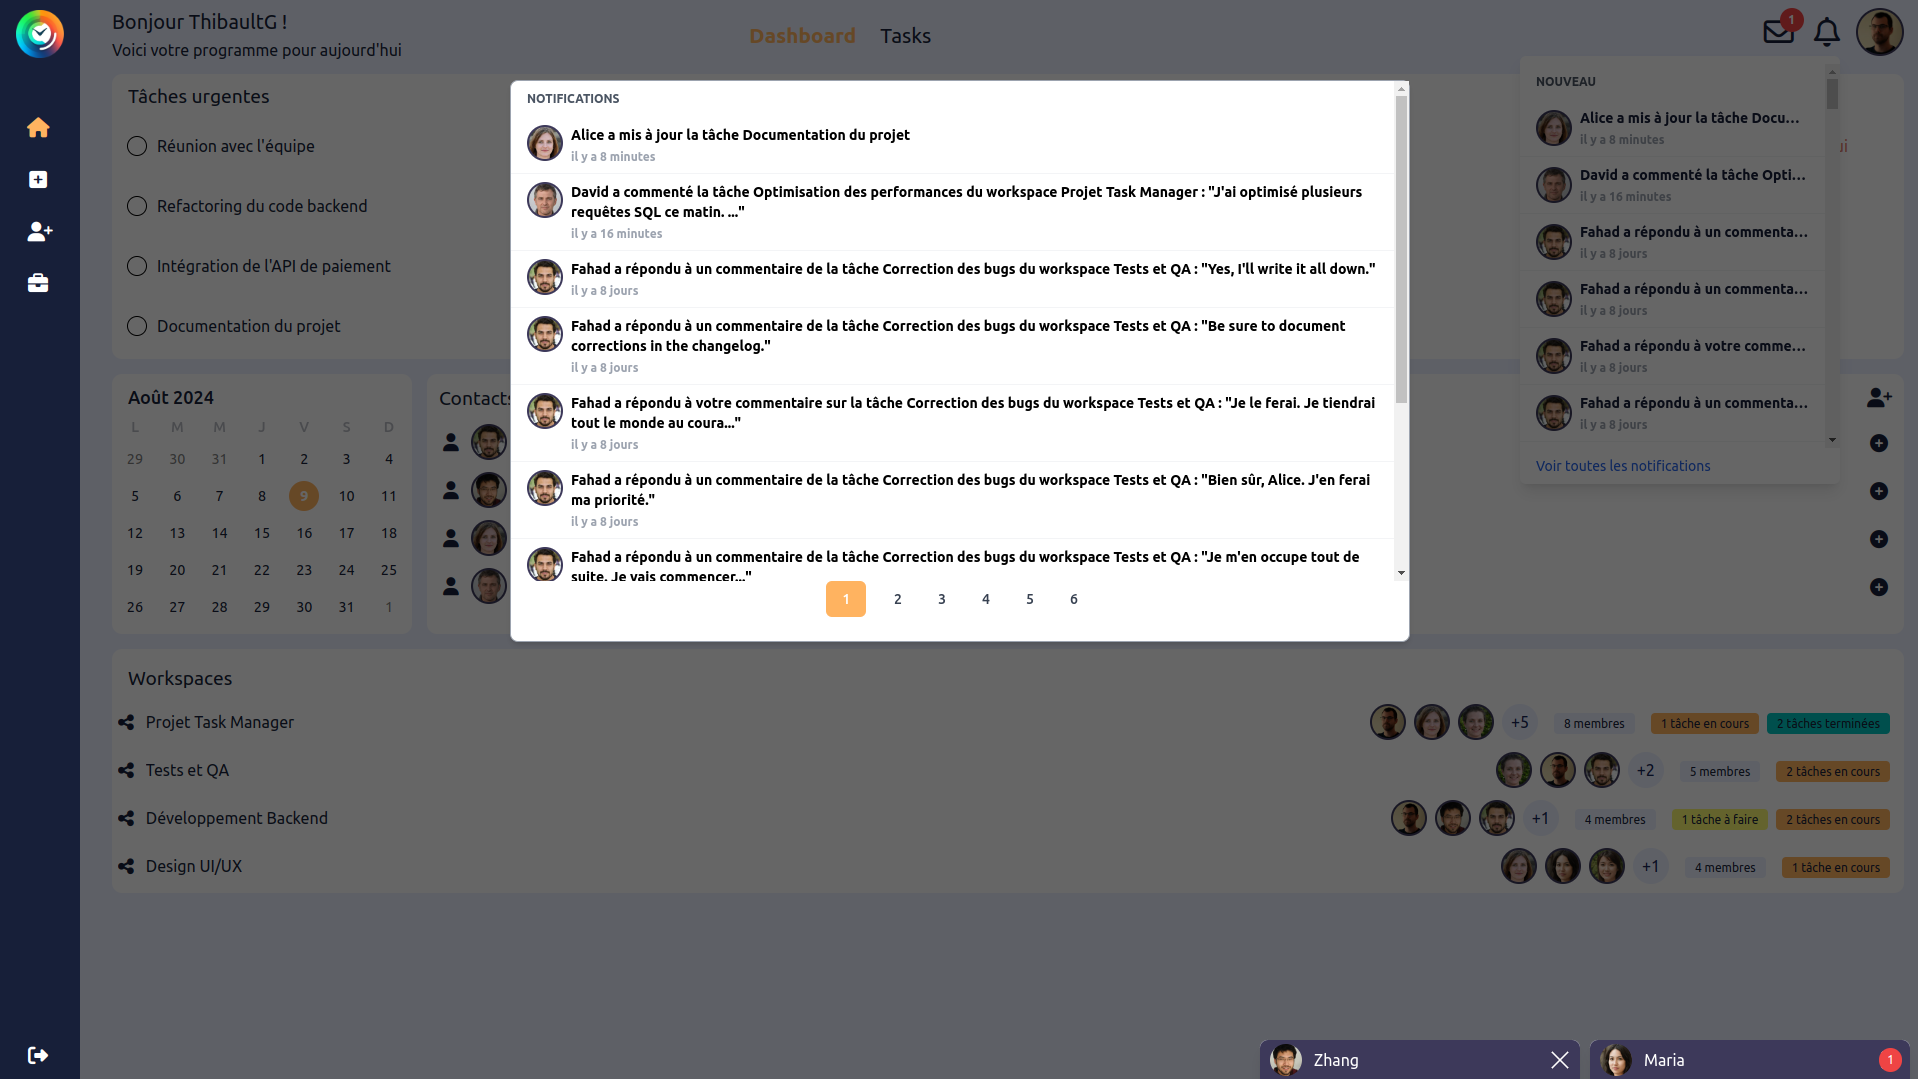 Bonjour ThibaultG !
Voici votre programme pour aujourd'hui
Dashboard
Tasks
1
Tâches urgentes
Réunion avec l'équipe
Refactoring du code backend
Intégration de l'API de paiement
Documentation du projet
NOTIFICATIONS
Alice a mis à jour la tâche Documentation du projet
il y a 8 minutes
David a commenté la tâche Optimisation des performances du workspace Projet Task Manager : "J'ai optimisé plusieurs
requêtes SQL ce matin. ..."
il y a 16 minutes
Fahad a répondu à un commentaire de la tâche Correction des bugs du workspace Tests et QA : "Yes, I'll write it all down."
il y a 8 jours
Fahad a répondu à un commentaire de la tâche Correction des bugs du workspace Tests et QA : "Be sure to document
corrections in the changelog."
il y a 8 jours
Fahad a répondu à votre commentaire sur la tâche Correction des bugs du workspace Tests et QA : "Je le ferai. Je tiendrai
tout le monde au coura..."
il y a 8 jours
Fahad a répondu à un commentaire de la tâche Correction des bugs du workspace Tests et QA : "Bien sûr, Alice. J'en ferai
ma priorité."
il y a 8 jours
Fahad a répondu à un commentaire de la tâche Correction des bugs du workspace Tests et QA : "Je m'en occupe tout de
suite. Je vais commencer..."
1 2 3 4 5 6
NOUVEAU
Alice a mis à jour la tâche Docu...
il y a 8 minutes
David a commenté la tâche Opti...
il y a 16 minutes
Fahad a répondu à un commenta...
il y a 8 jours
Fahad a répondu à un commenta...
il y a 8 jours
Fahad a répondu à votre comme...
il y a 8 jours
Fahad a répondu à un commenta...
il y a 8 jours
Voir toutes les notifications
Août 2024
L M M J V S D
29 30 31 1 2 3 4
5 6 7 8 9 10 11
12 13 14 15 16 17 18
19 20 21 22 23 24 25
26 27 28 29 30 31 1
Contacts
Workspaces
Projet Task Manager
+5 8 membres 1 tâche en cours 2 tâches terminées
Tests et QA
+2 5 membres 2 tâches en cours
Développement Backend
+1 4 membres 1 tâche à faire 2 tâches en cours
Design UI/UX
+1 4 membres 1 tâche en cours
Zhang
Maria
1